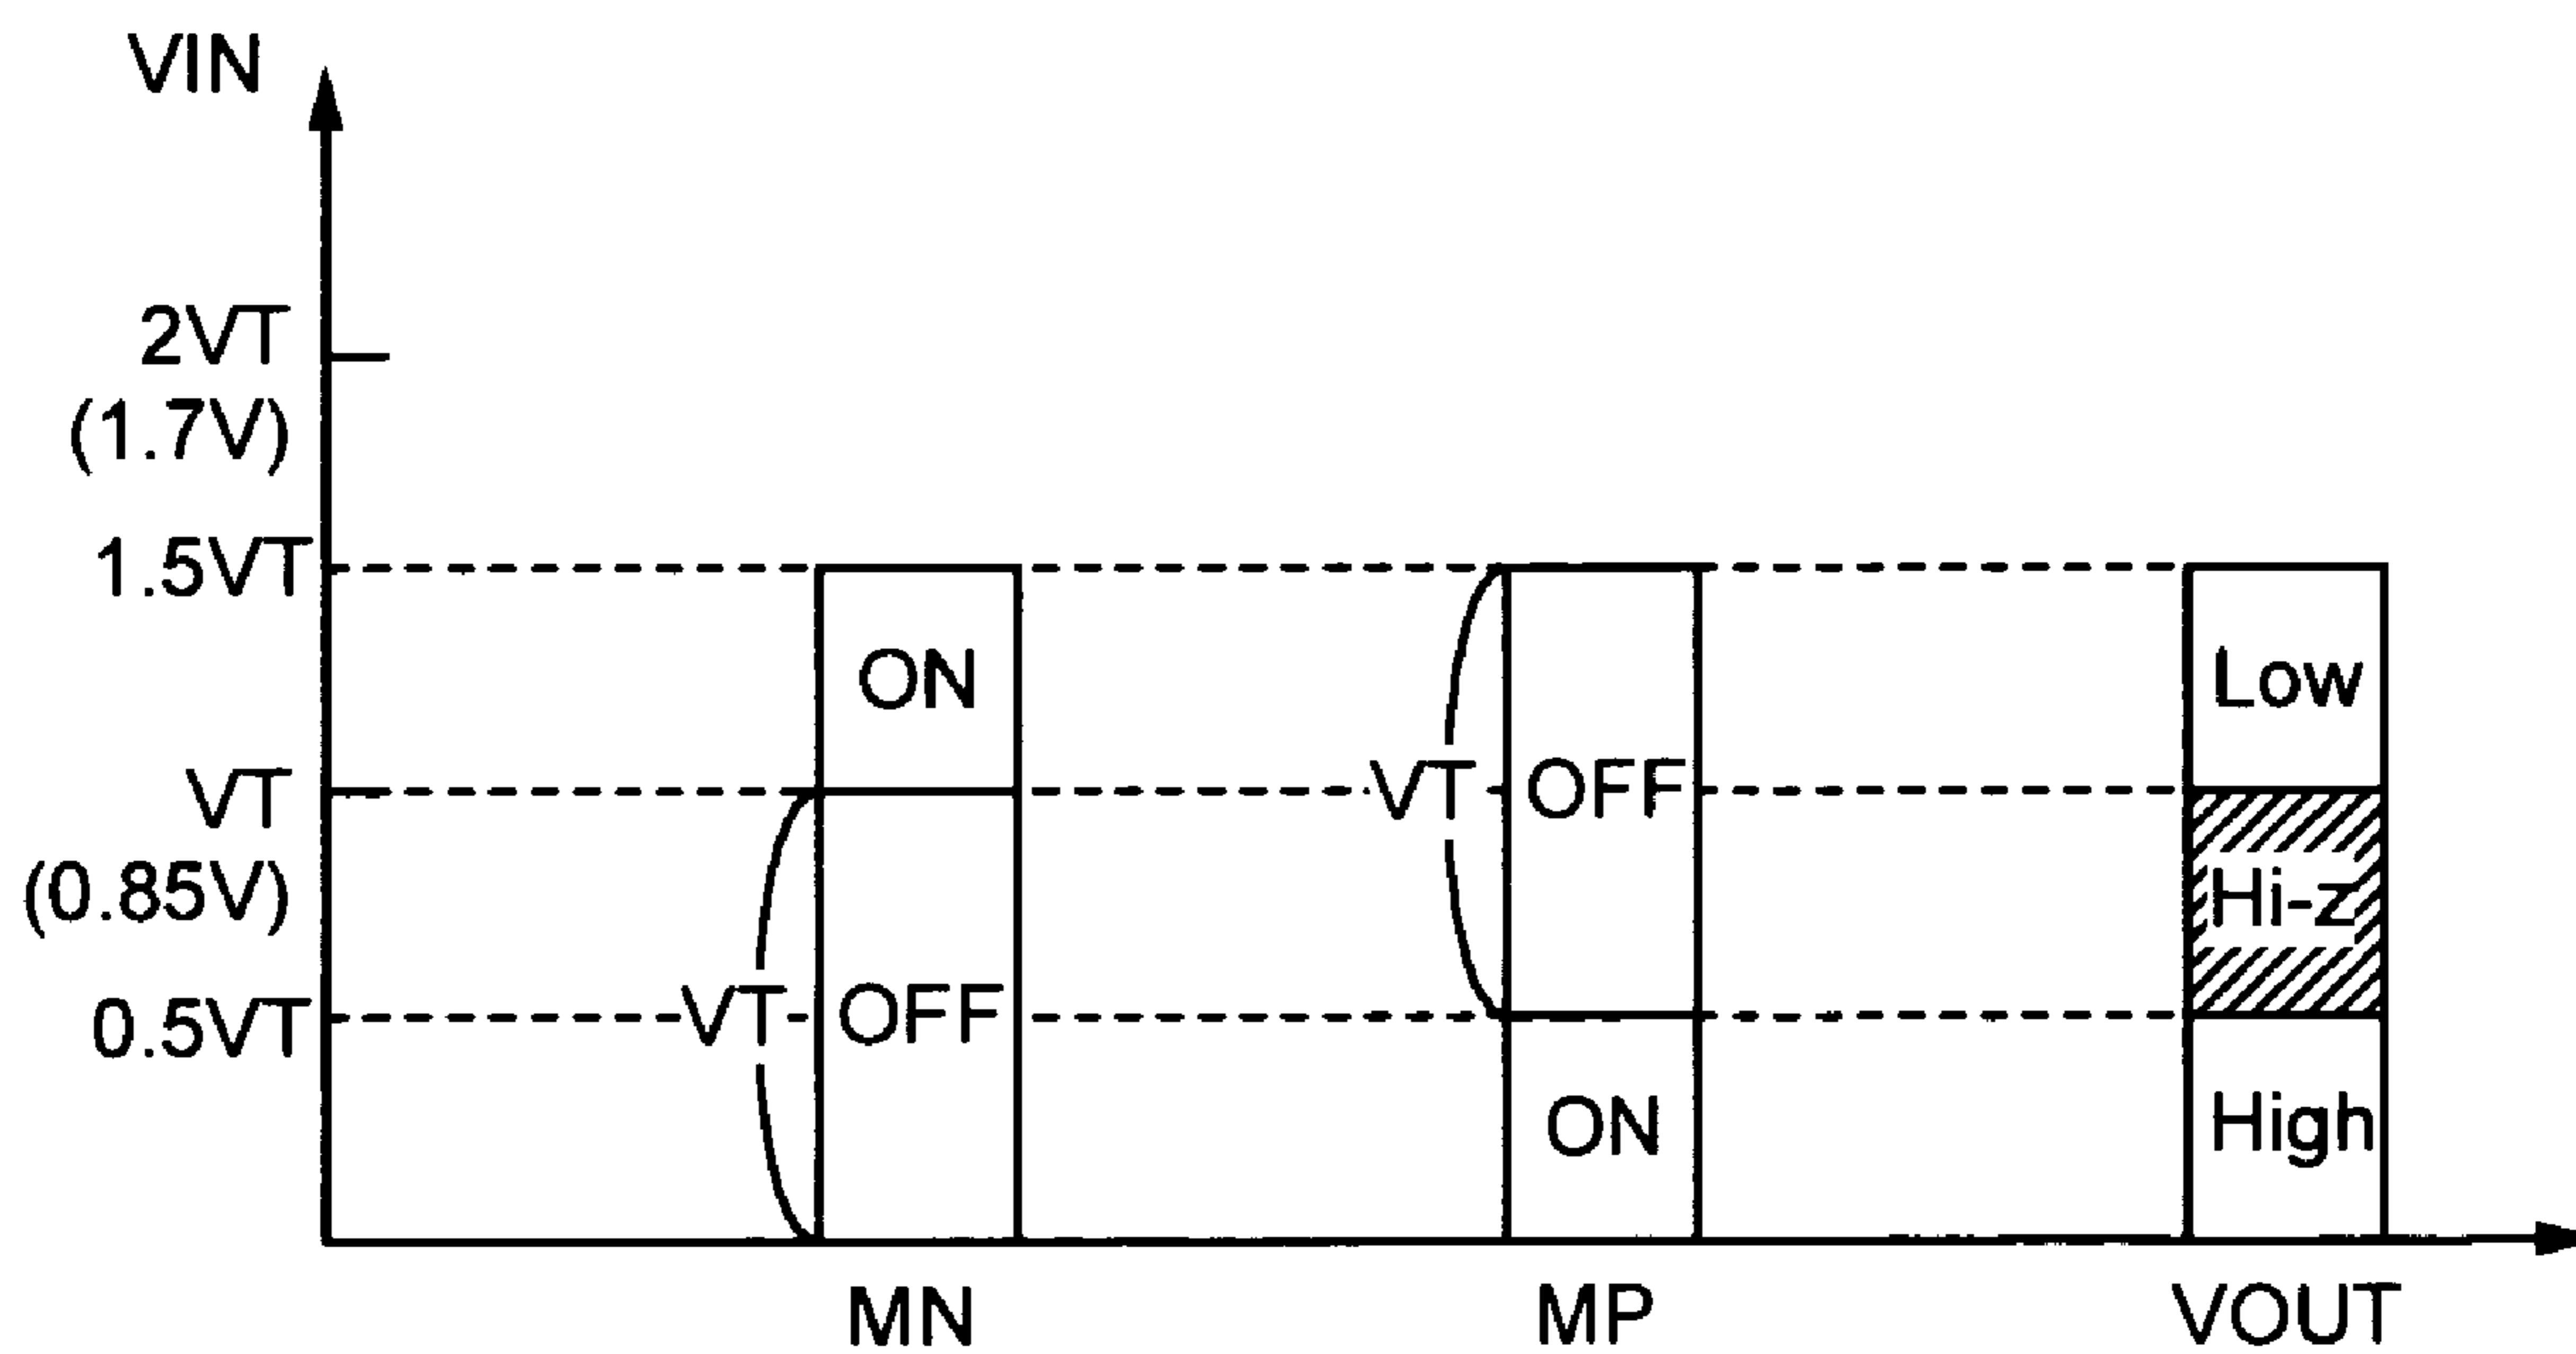 VIN
2VT
(1.7V)
1.5VT
ON
Low
VT
VT
OFF
(0.85V)
Hi-z
0.5VT
VT
OFF
ON
High
MN
MP
VOUT